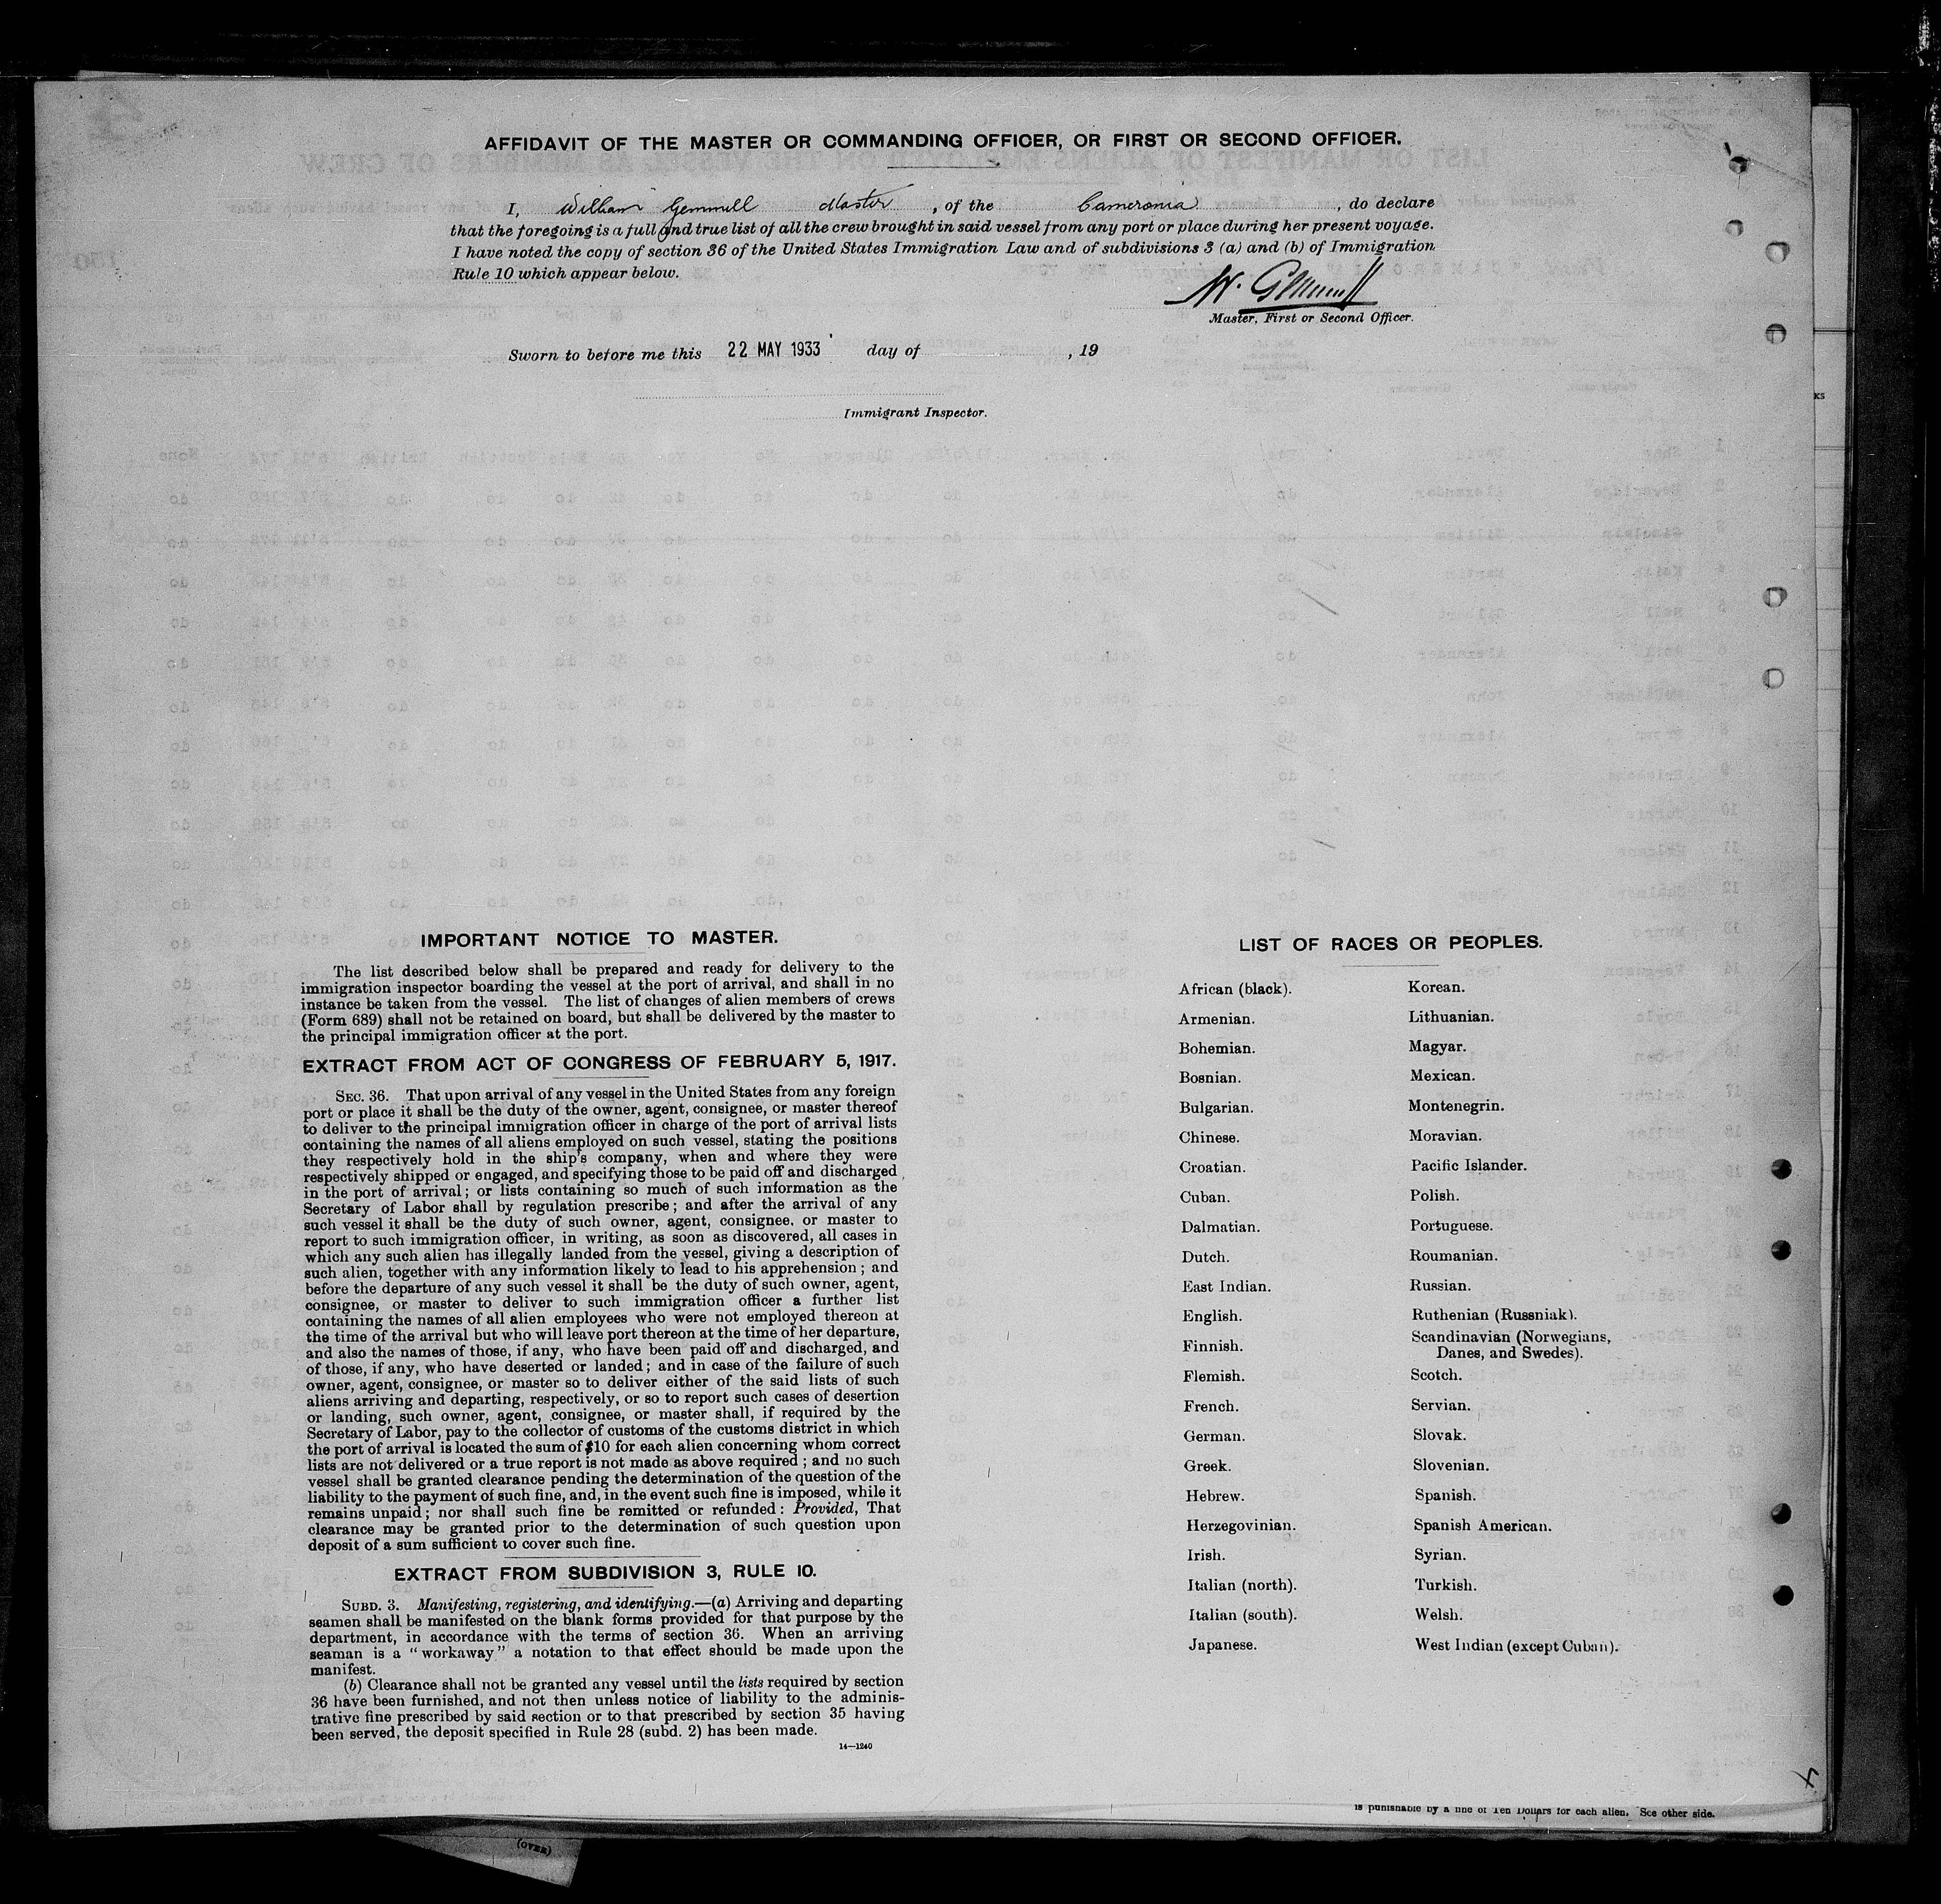 AFFIDAVIT OF THE MASTER OR COMMANDING OFFICER, OR FIRST OR SECOND OFFICER.
I, William Gemmell Master, of the Cameronia, do declare
that the foregoing is a full and true list of all the crew brought in said vessel from any port or place during her present voyage.
I have noted the copy of section 36 of the United States Immigration Law and of subdivisions 3 (a) and (b) of Immigration
Rule 10 which appear below.
W. Gemmell
Master, First or Second Officer.
Sworn to before me this 22 MAY 1933 day of , 19
Immigrant Inspector.
IMPORTANT NOTICE TO MASTER.
The list described below shall be prepared and ready for delivery to the
immigration inspector boarding the vessel at the port of arrival, and shall in no
instance be taken from the vessel. The list of changes of alien members of crews
(Form 689) shall not be retained on board, but shall be delivered by the master to
the principal immigration officer at the port.
EXTRACT FROM ACT OF CONGRESS OF FEBRUARY 5, 1917.
SEC. 36. That upon arrival of any vessel in the United States from any foreign
port or place it shall be the duty of the owner, agent, consignee, or master thereof
to deliver to the principal immigration officer in charge of the port of arrival lists
containing the names of all aliens employed on such vessel, stating the positions
they respectively hold in the ship's company, when and where they were
respectively shipped or engaged, and specifying those to be paid off and discharged
in the port of arrival; or lists containing so much of such information as the
Secretary of Labor shall by regulation prescribe; and after the arrival of any
such vessel it shall be the duty of such owner, agent, consignee, or master to
report to such immigration officer, in writing, as soon as discovered, all cases in
which any such alien has illegally landed from the vessel, giving a description of
such alien, together with any information likely to lead to his apprehension; and
before the departure of any such vessel it shall be the duty of such owner, agent,
consignee, or master to deliver to such immigration officer a further list
containing the names of all alien employees who were not employed thereon at
the time of the arrival but who will leave port thereon at the time of her departure,
and also the names of those, if any, who have been paid off and discharged, and
of those, if any, who have deserted or landed; and in case of the failure of such
owner, agent, consignee, or master so to deliver either of the said lists of such
aliens arriving and departing, respectively, or so to report such cases of desertion
or landing, such owner, agent, consignee, or master shall, if required by the
Secretary of Labor, pay to the collector of customs of the customs district in which
the port of arrival is located the sum of $10 for each alien concerning whom correct
lists are not delivered or a true report is not made as above required; and no such
vessel shall be granted clearance pending the determination of the question of the
liability to the payment of such fine, and, in the event such fine is imposed, while it
remains unpaid; nor shall such fine be remitted or refunded: Provided, That
clearance may be granted prior to the determination of such question upon
deposit of a sum sufficient to cover such fine.
EXTRACT FROM SUBDIVISION 3, RULE 10.
SUBD. 3. Manifesting, registering, and identifying.—(a) Arriving and departing
seamen shall be manifested on the blank forms provided for that purpose by the
department, in accordance with the terms of section 36. When an arriving
seaman is a "workaway" a notation to that effect should be made upon the
manifest.
(b) Clearance shall not be granted any vessel until the lists required by section
36 have been furnished, and not then unless notice of liability to the adminis-
trative fine prescribed by said section or to that prescribed by section 35 having
been served, the deposit specified in Rule 28 (subd. 2) has been made.
14—1240
LIST OF RACES OR PEOPLES.
African (black).
Armenian.
Bohemian.
Bosnian.
Bulgarian.
Chinese.
Croatian.
Cuban.
Dalmatian.
Dutch.
East Indian.
English.
Finnish.
Flemish.
French.
German.
Greek.
Hebrew.
Herzegovinian.
Irish.
Italian (north).
Italian (south).
Japanese.
Korean.
Lithuanian.
Magyar.
Mexican.
Montenegrin.
Moravian.
Pacific Islander.
Polish.
Portuguese.
Roumanian.
Russian.
Ruthenian (Russniak).
Scandinavian (Norwegians,
Danes, and Swedes).
Scotch.
Servian.
Slovak.
Slovenian.
Spanish.
Spanish American.
Syrian.
Turkish.
Welsh.
West Indian (except Cuban).
4
is punishable by a fine of Ten Dollars for each alien. See other side.
(OVER)
KS